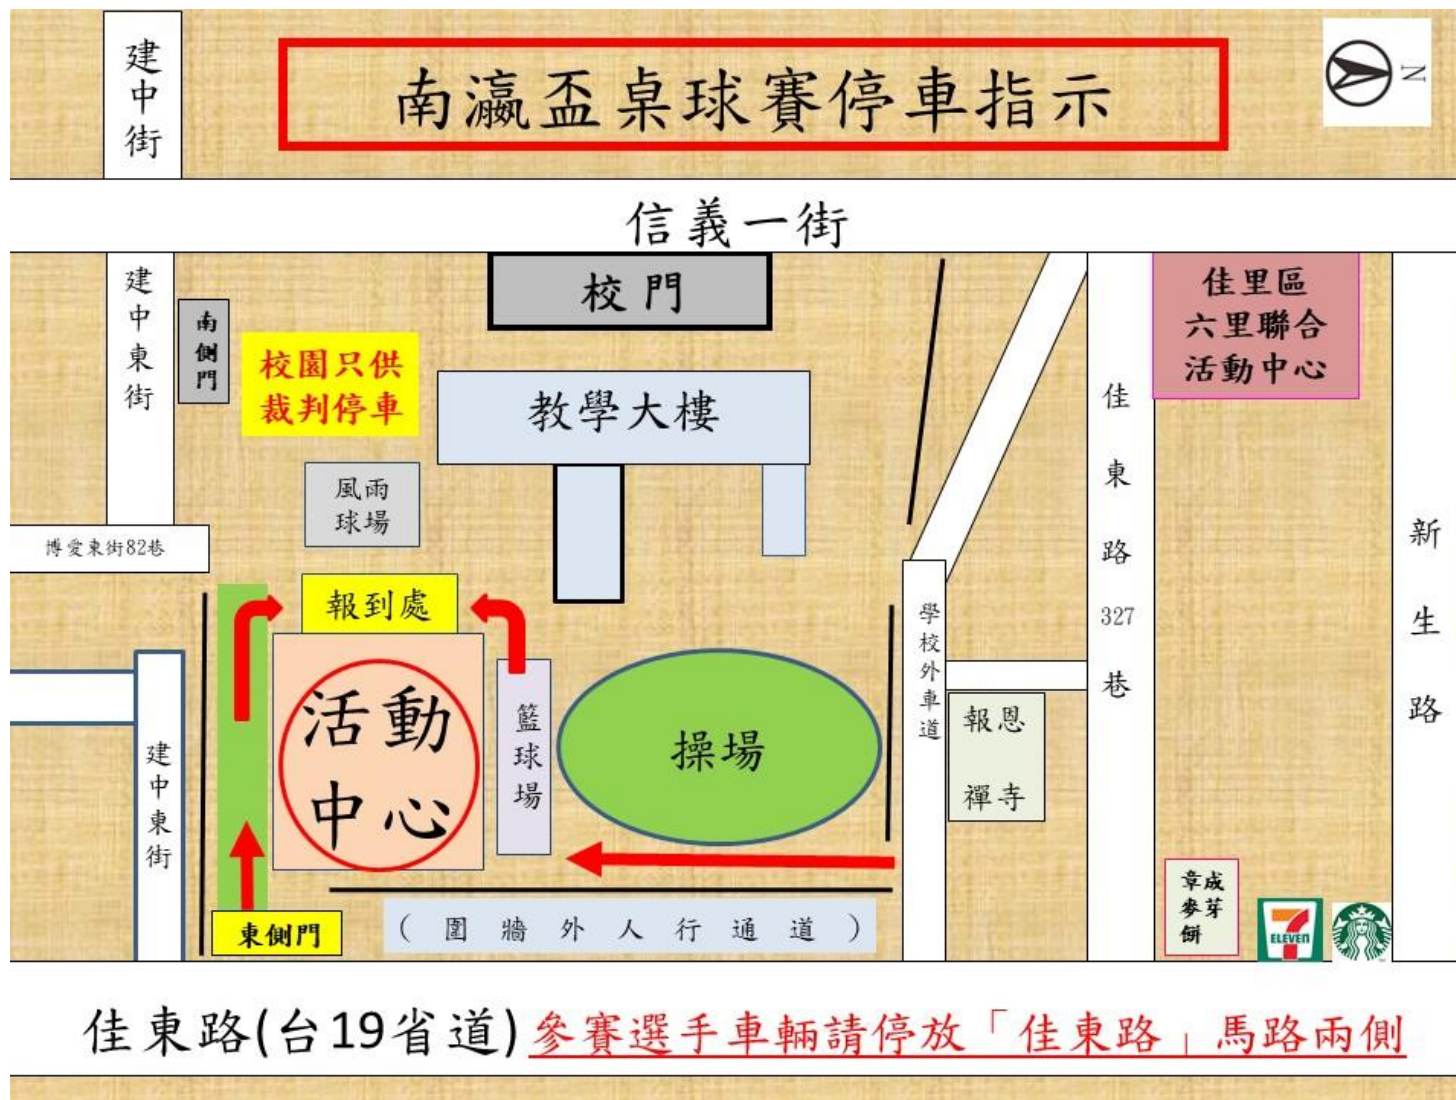 建中街
南瀛盃桌球賽停車指示
N
信義一街
建中東街
南側門
校園只供
裁判停車
校門
教學大樓
佳里區
六里聯合
活動中心
風雨
球場
博愛東街82巷
報到處
活動
中心
籃球場
操場
學校外車道
報恩
禪寺
佳東路327巷
新生路
建中東街
東側門
(圍牆外人行通道)
成芽
章麥餅
7
ELEVEN
佳東路(台19省道)參賽選手車輛請停放「佳東路」馬路兩側